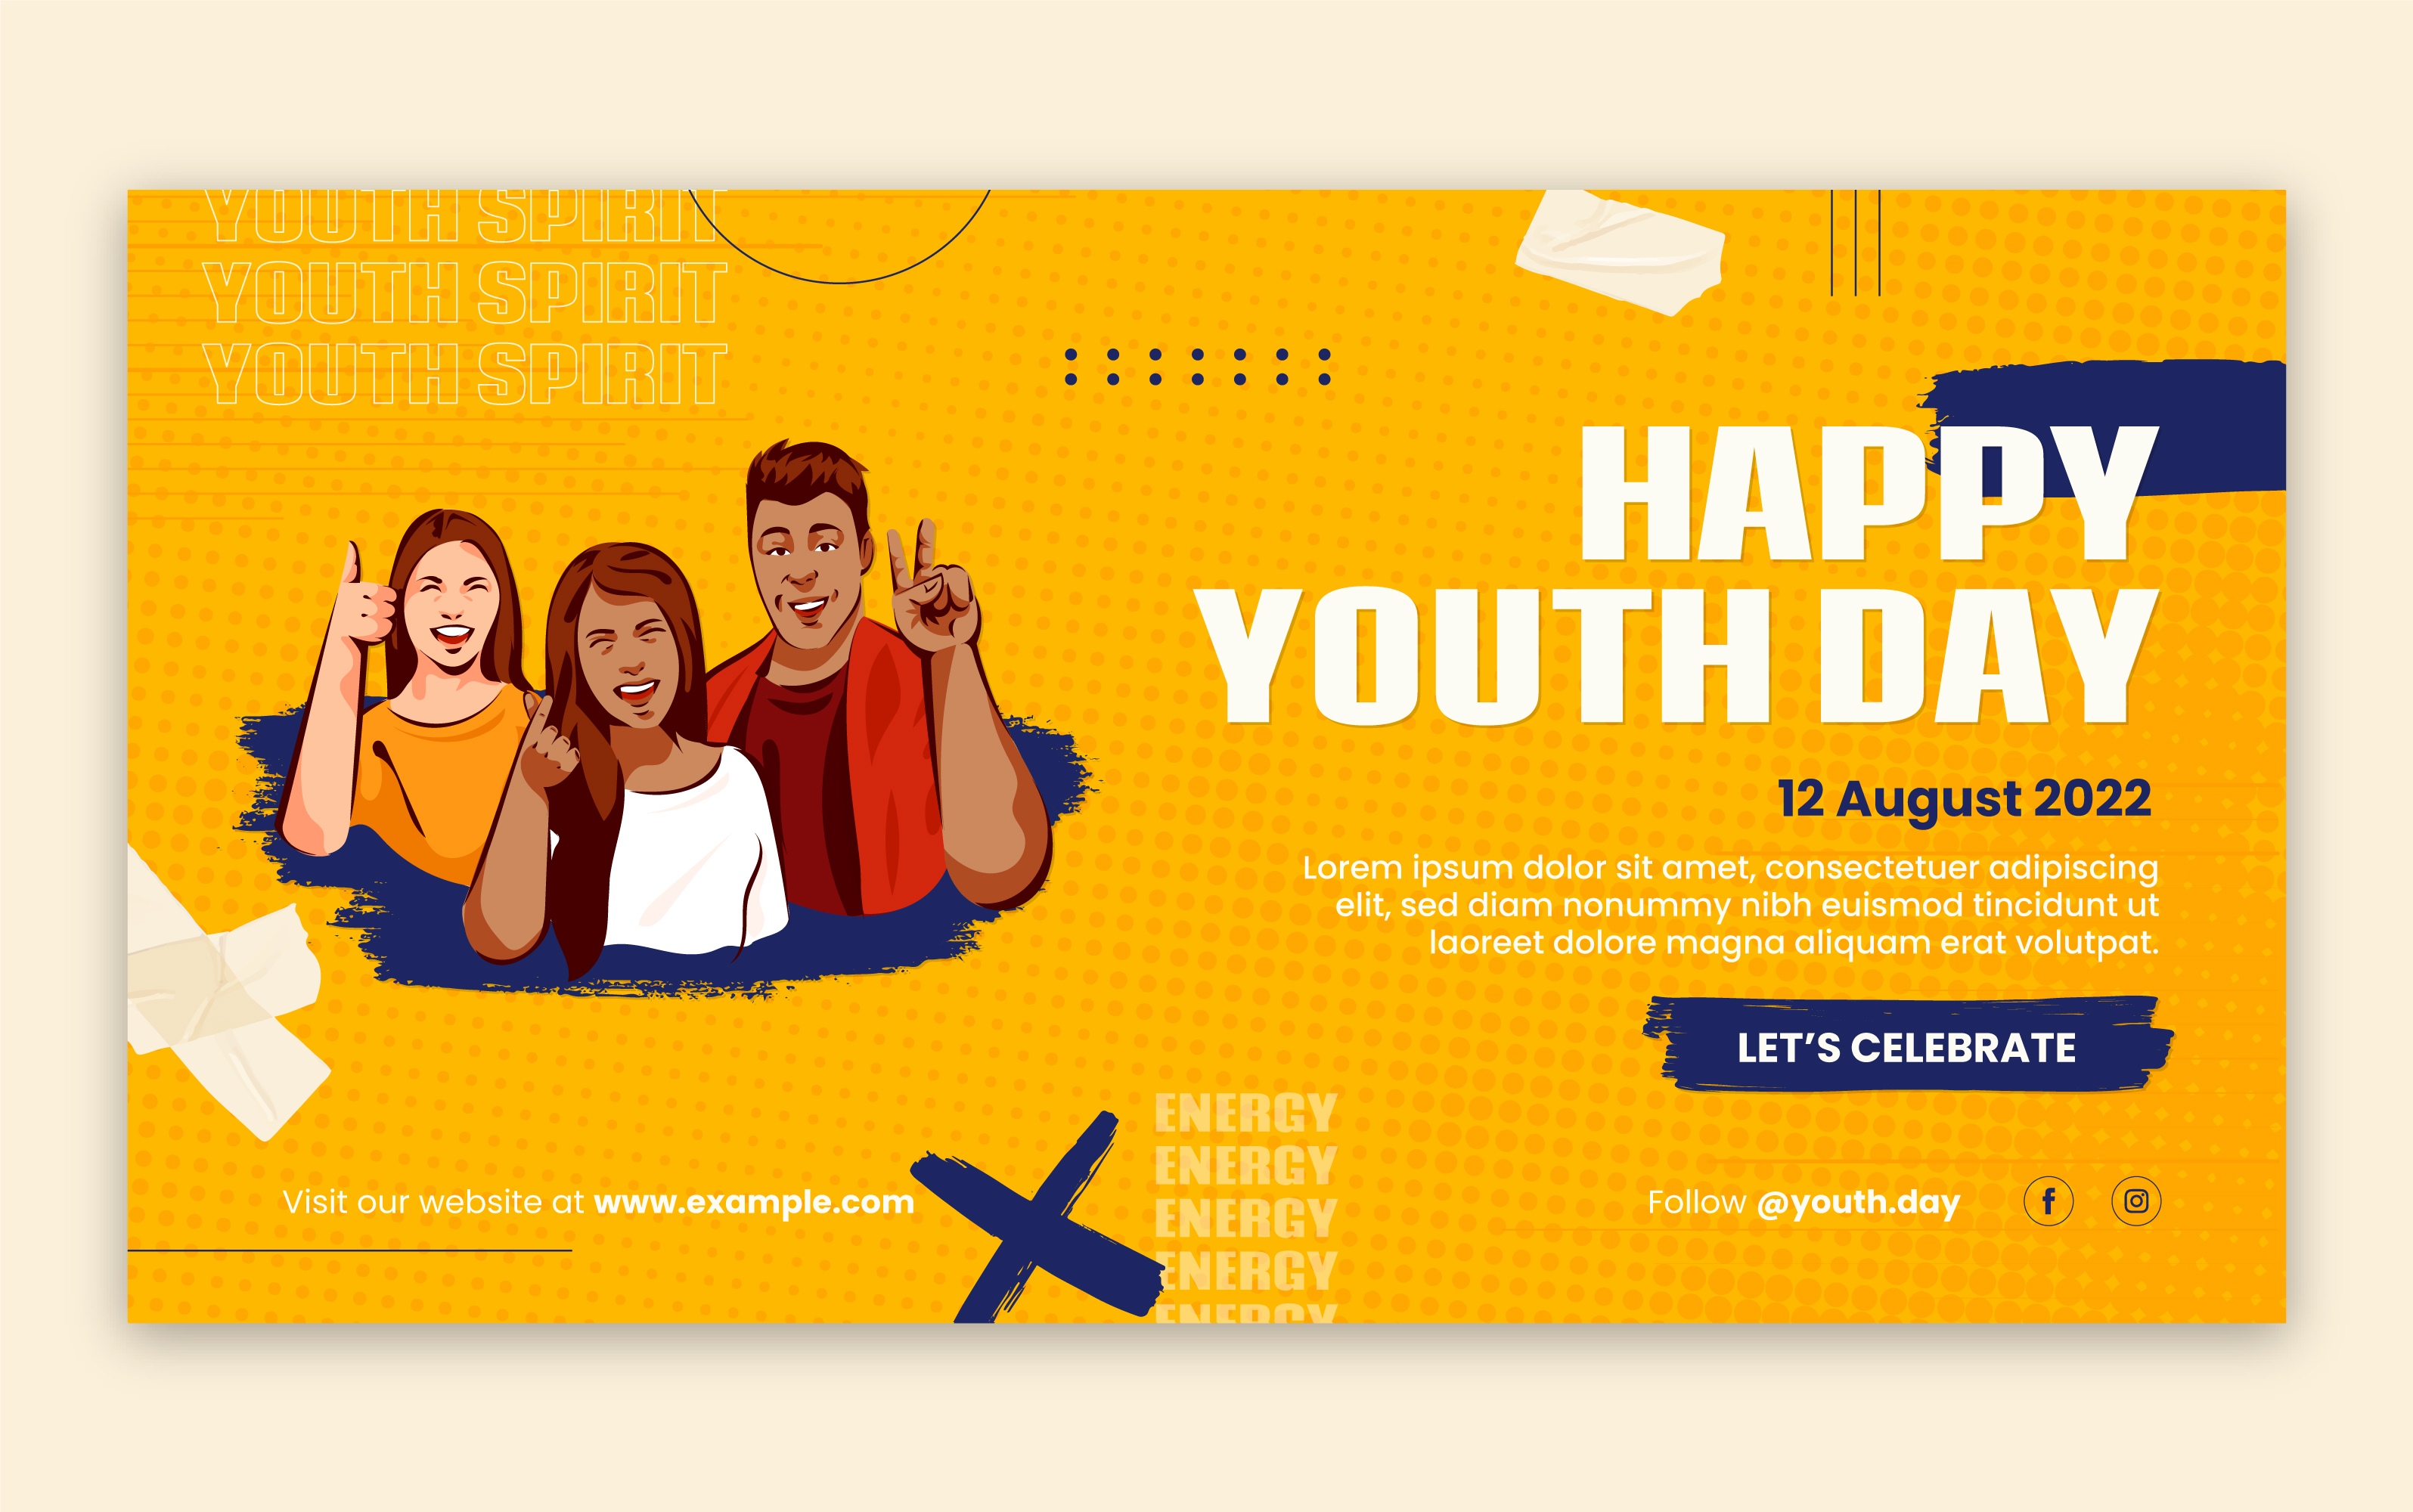 YOUTH SPIRIT
YOUTH SPIRIT
YOUTH SPIRIT
HAPPY
YOUTH DAY
12 August 2022
Lorem ipsum dolor sit amet, consectetuer adipiscing
elit, sed diam nonummy nibh euismod tincidunt ut
laoreet dolore magna aliquam erat volutpat.
LET’S CELEBRATE
ENERGY
ENERGY
ENERGY
ENERGY
ENERGY
Visit our website at www.example.com
Follow @youth.day